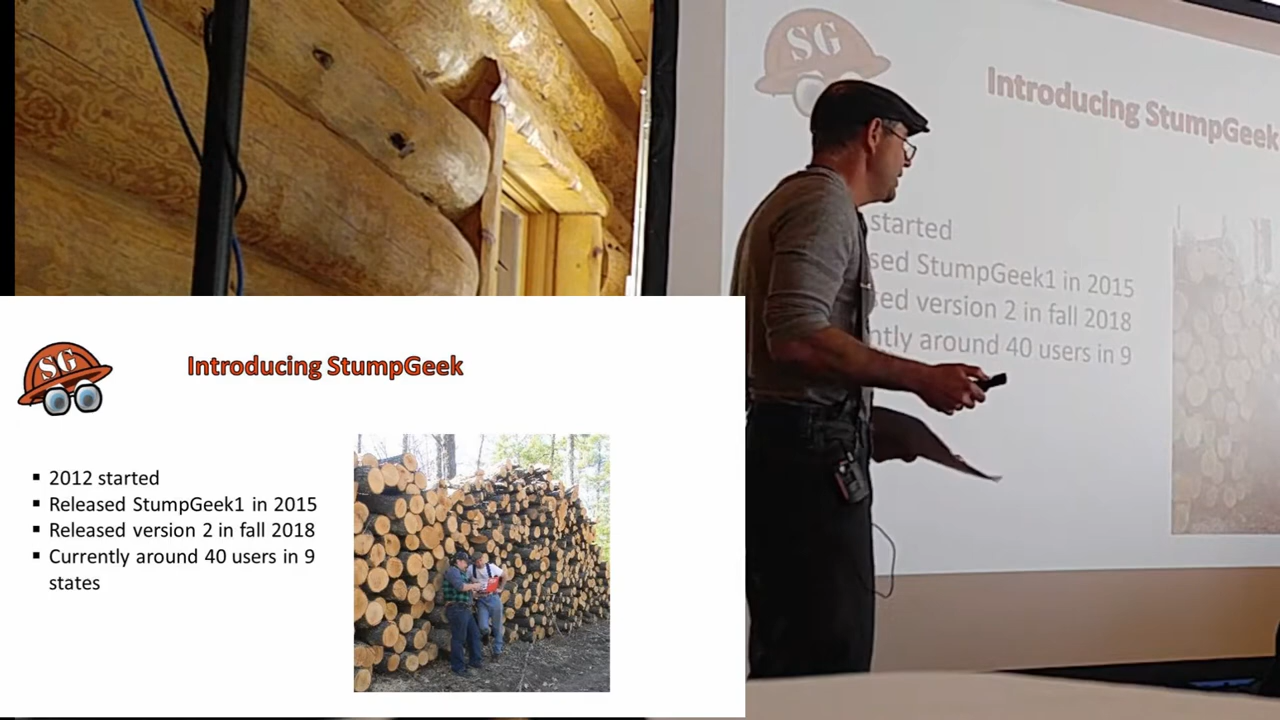 SG
Introducing StumpGeek
started
sed StumpGeek1 in 2015
sed version 2 in fall 2018
ntly around 40 users in 9
SG
Introducing StumpGeek
▪ 2012 started
▪ Released StumpGeek1 in 2015
▪ Released version 2 in fall 2018
▪ Currently around 40 users in 9
states